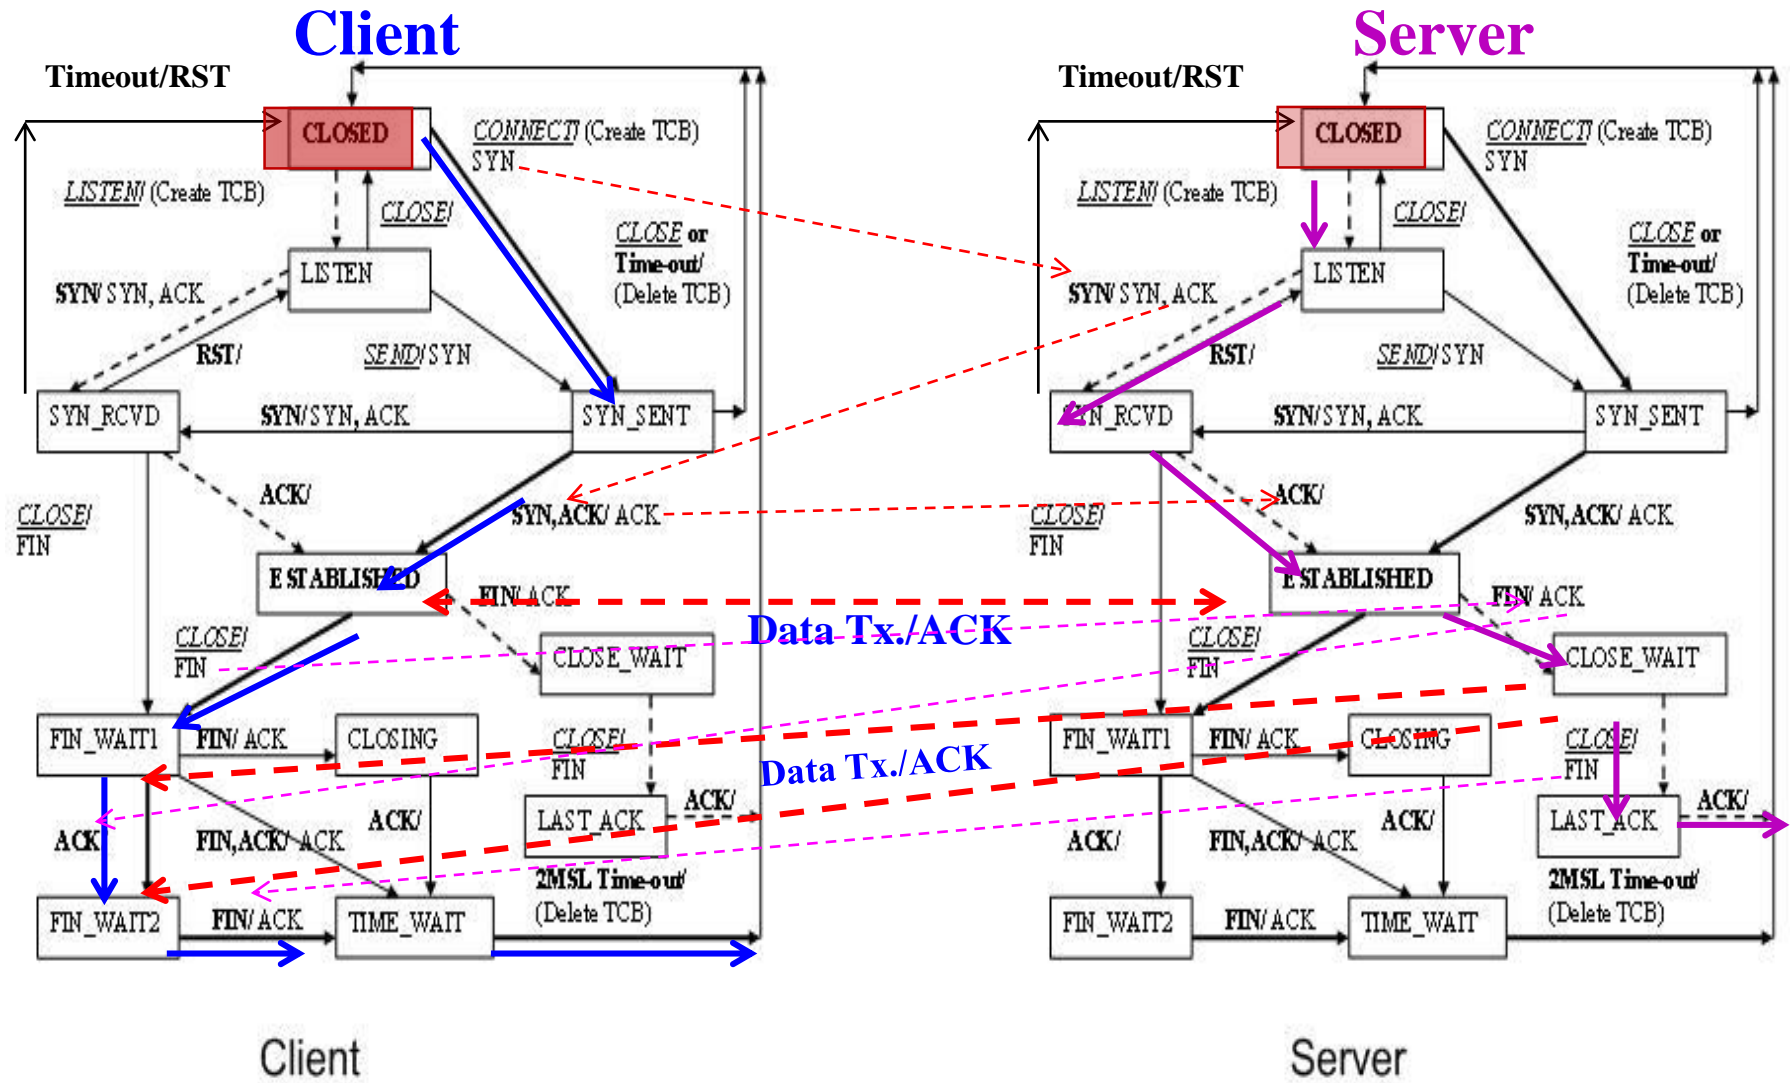 Client
Timeout/RST
CLOSED
CONNECT/ (Create TCB)
SYN
LISTEN/ (Create TCB)
CLOSE/
CLOSE or
Time-out/
(Delete TCB)
LISTEN
SYN/ SYN, ACK
RST/
SEND/ SYN
SYN_RCVD
SYN/ SYN, ACK
SYN_SENT
ACK/
CLOSE/
FIN
SYN,ACK/ ACK
ESTABLISHED
FIN/ ACK
CLOSE/
FIN
CLOSE_WAIT
FIN_WAIT1
FIN/ ACK
CLOSING
CLOSE/
FIN
ACK
FIN,ACK/ ACK
ACK/
LAST_ACK
ACK/
2MSL Time-out/
(Delete TCB)
FIN_WAIT2
FIN/ ACK
TIME_WAIT
Client
Data Tx./ACK
Data Tx./ACK
Server
Timeout/RST
CLOSED
CONNECT/ (Create TCB)
SYN
LISTEN/ (Create TCB)
CLOSE/
CLOSE or
Time-out/
(Delete TCB)
LISTEN
SYN/ SYN, ACK
RST/
SEND/ SYN
SYN_RCVD
SYN/ SYN, ACK
SYN_SENT
ACK/
CLOSE/
FIN
SYN,ACK/ ACK
ESTABLISHED
FIN/ ACK
CLOSE/
FIN
CLOSE_WAIT
FIN_WAIT1
FIN/ ACK
CLOSING
CLOSE/
FIN
ACK/
FIN,ACK/ ACK
ACK/
LAST_ACK
ACK/
2MSL Time-out/
(Delete TCB)
FIN_WAIT2
FIN/ ACK
TIME_WAIT
Server